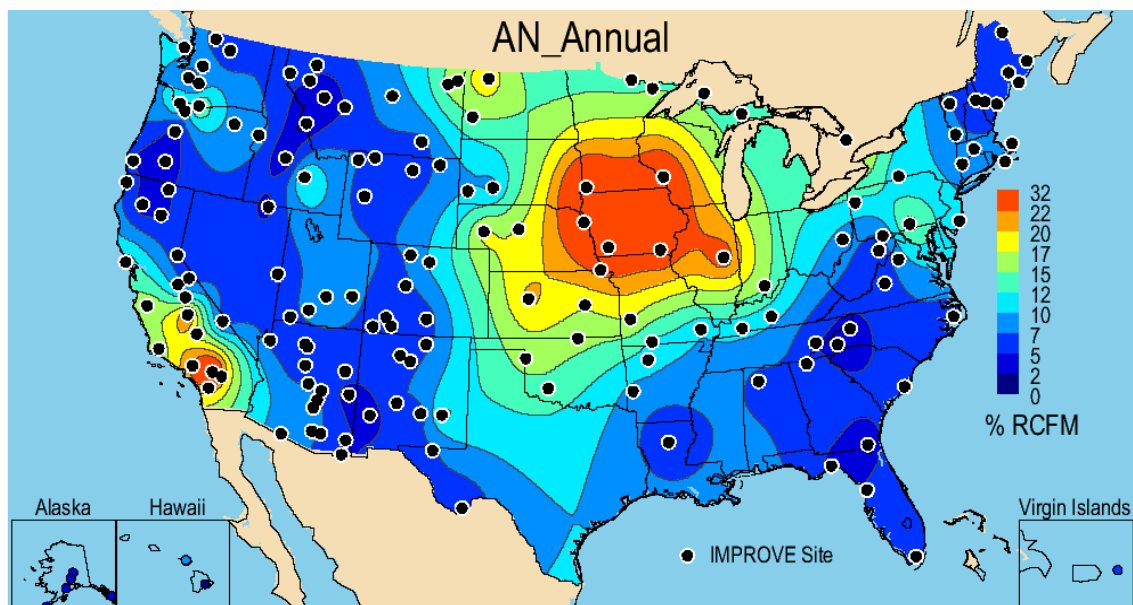 AN_Annual
32
22
20
17
15
12
10
7
5
2
0
% RCFM
Alaska
Hawaii
Virgin Islands
IMPROVE Site